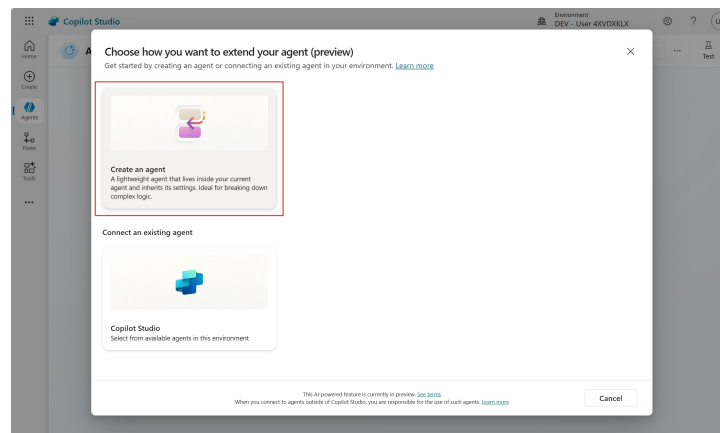 Copilot Studio
Environment
DEV - User 4XVDXKLX
?
Home
Create
Agents
Flows
Tools
Test
Choose how you want to extend your agent (preview)
Get started by creating an agent or connecting an existing agent in your environment. Learn more
Create an agent
A lightweight agent that lives inside your current
agent and inherits its settings. Ideal for breaking down
complex logic.
Connect an existing agent
Copilot Studio
Select from available agents in this environment
This AI-powered feature is currently in preview. See terms
When you connect to agents outside of Copilot Studio, you are responsible for the use of such agents. Learn more
Cancel